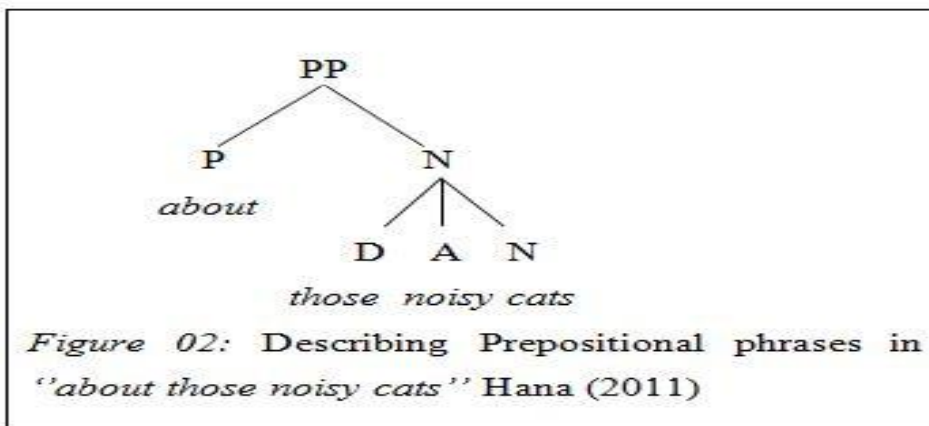 PP
P N
about
D A N
those noisy cats
Figure 02: Describing Prepositional phrases in
‘’about those noisy cats’’ Hana (2011)